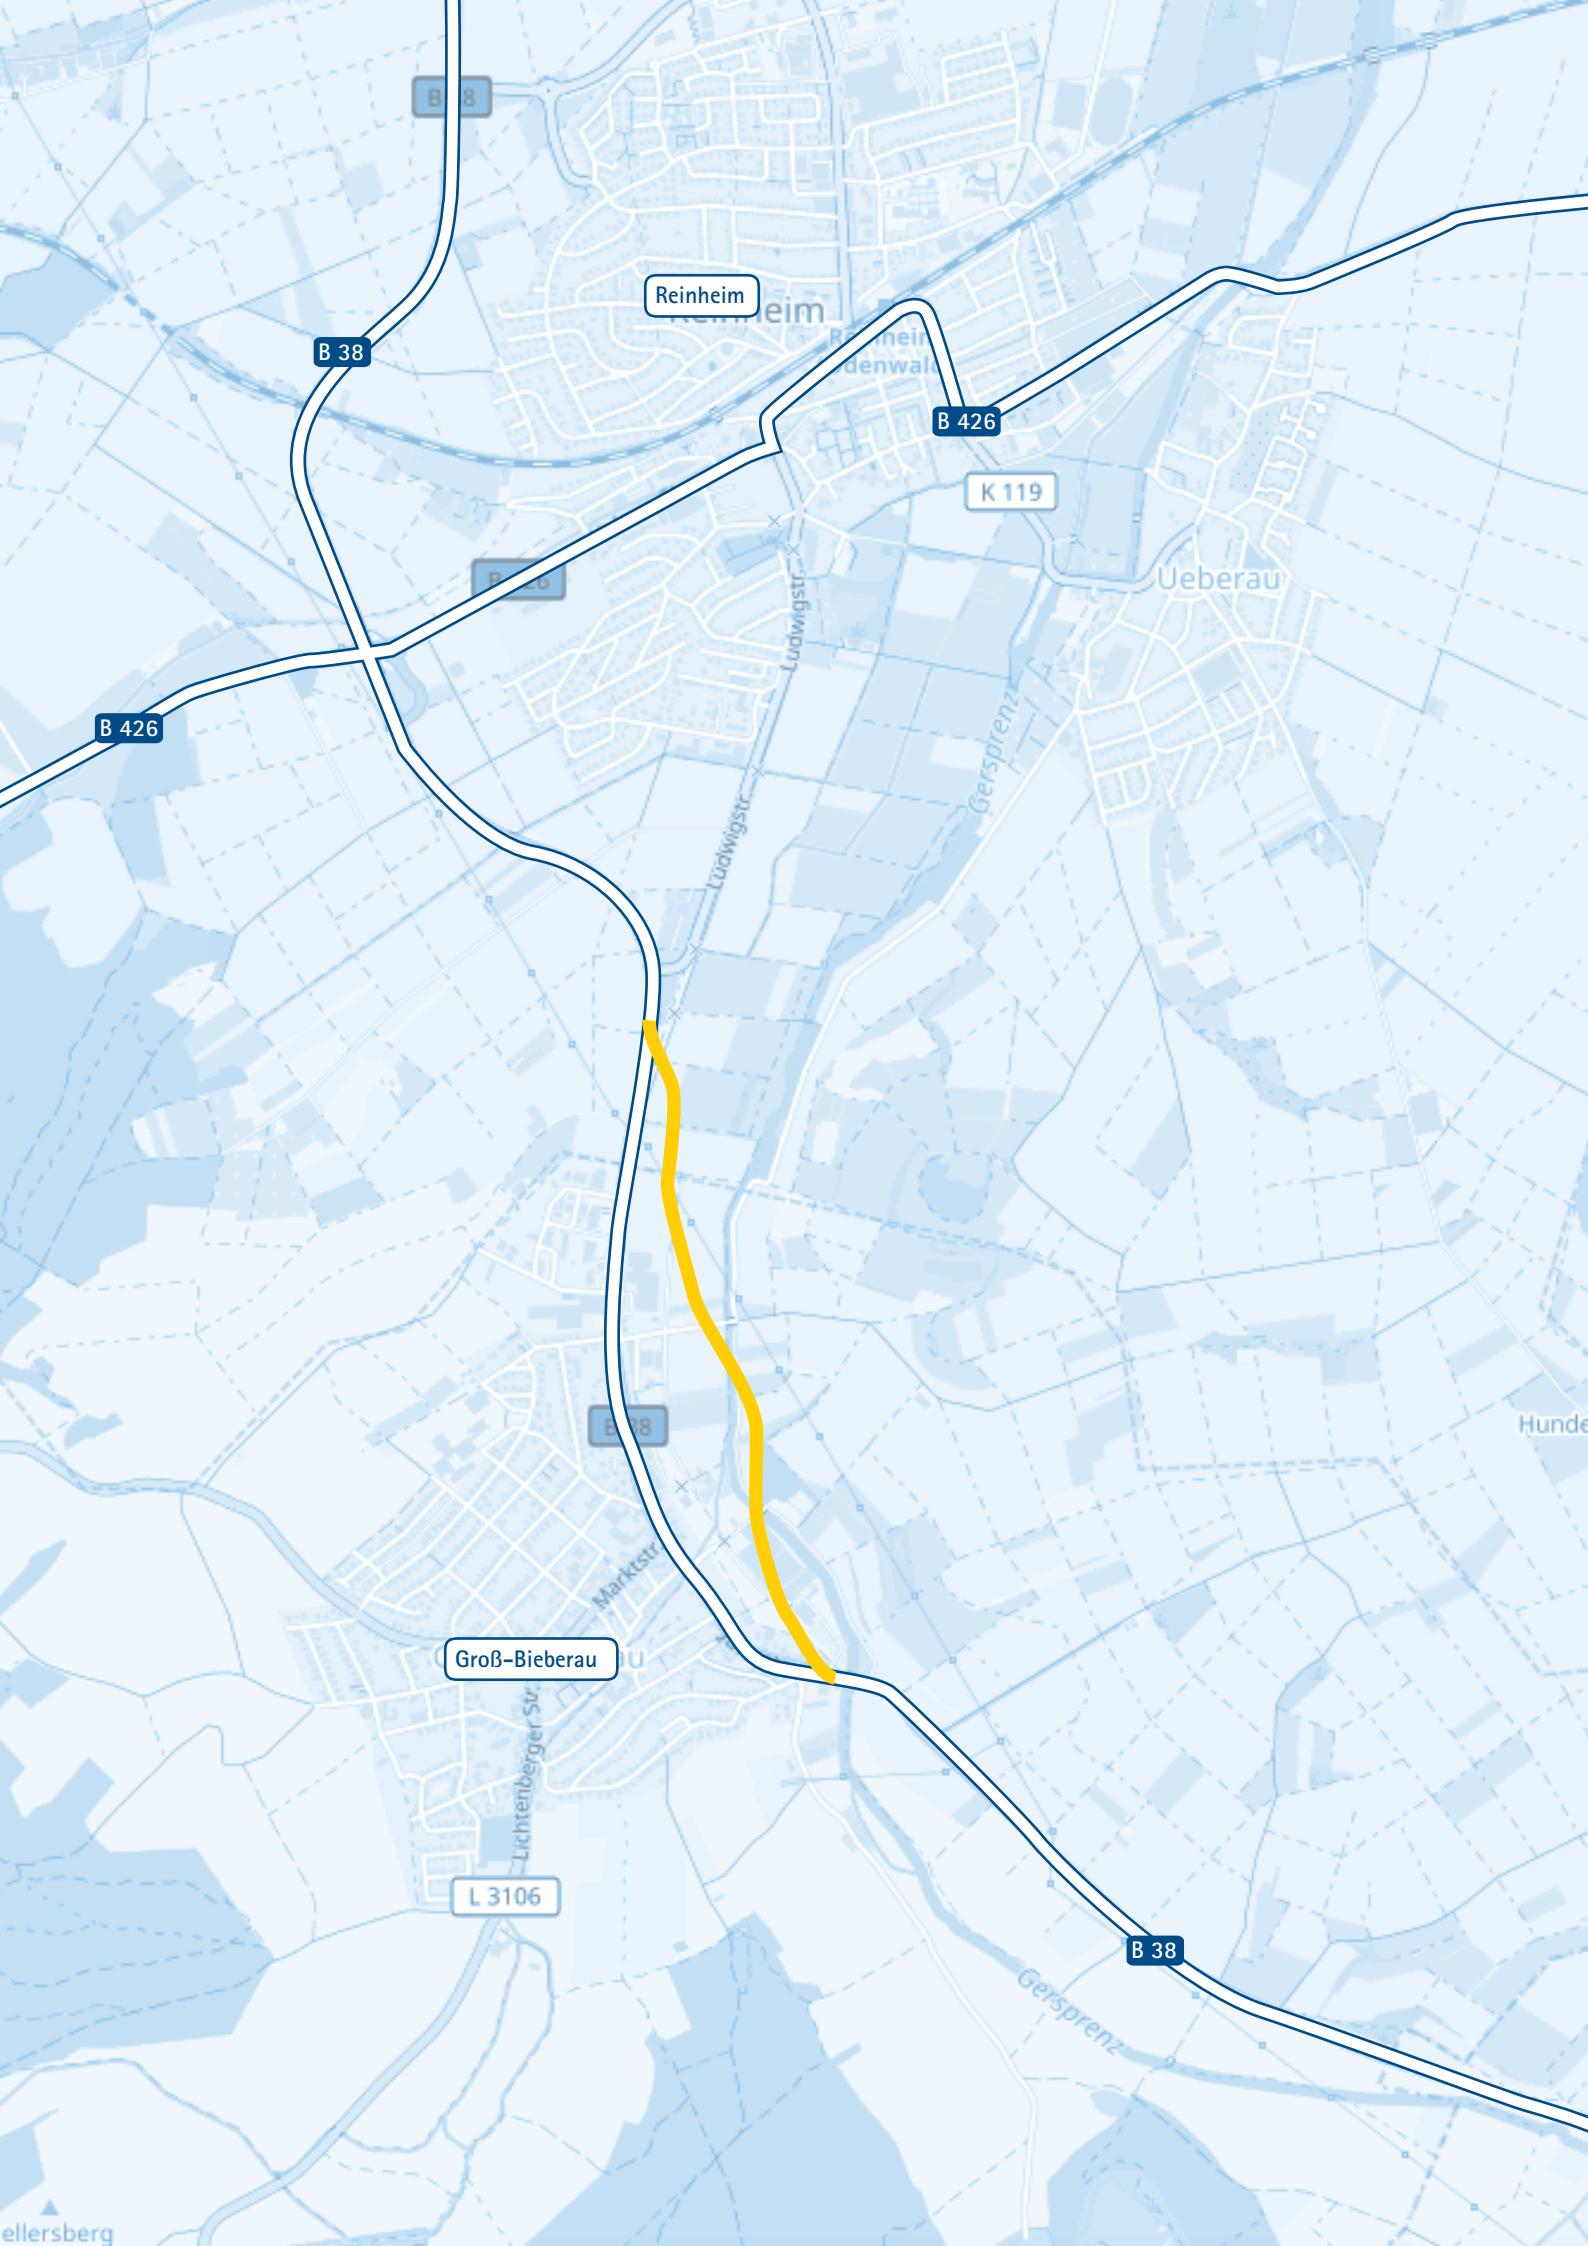 Reinheim
B 38
B 426
K 119
Ueberau
Ludwigstr.
B 426
Gersprenz
Ludwigstr.
Hunde
B 38
Marktstr.
Groß-Bieberau
Lichtenberger Str.
L 3106
B 38
Gersprenz
ellersberg